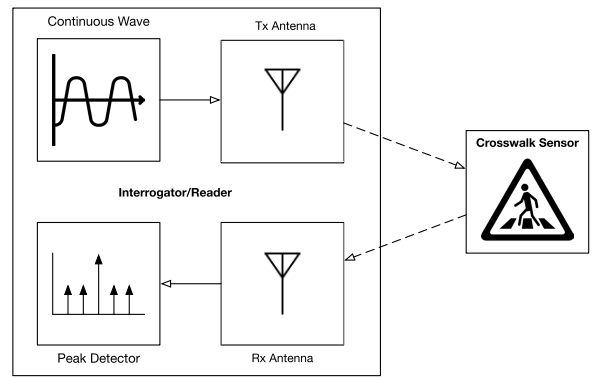 Continuous Wave
Tx Antenna
Crosswalk Sensor
Interrogator/Reader
Peak Detector
Rx Antenna